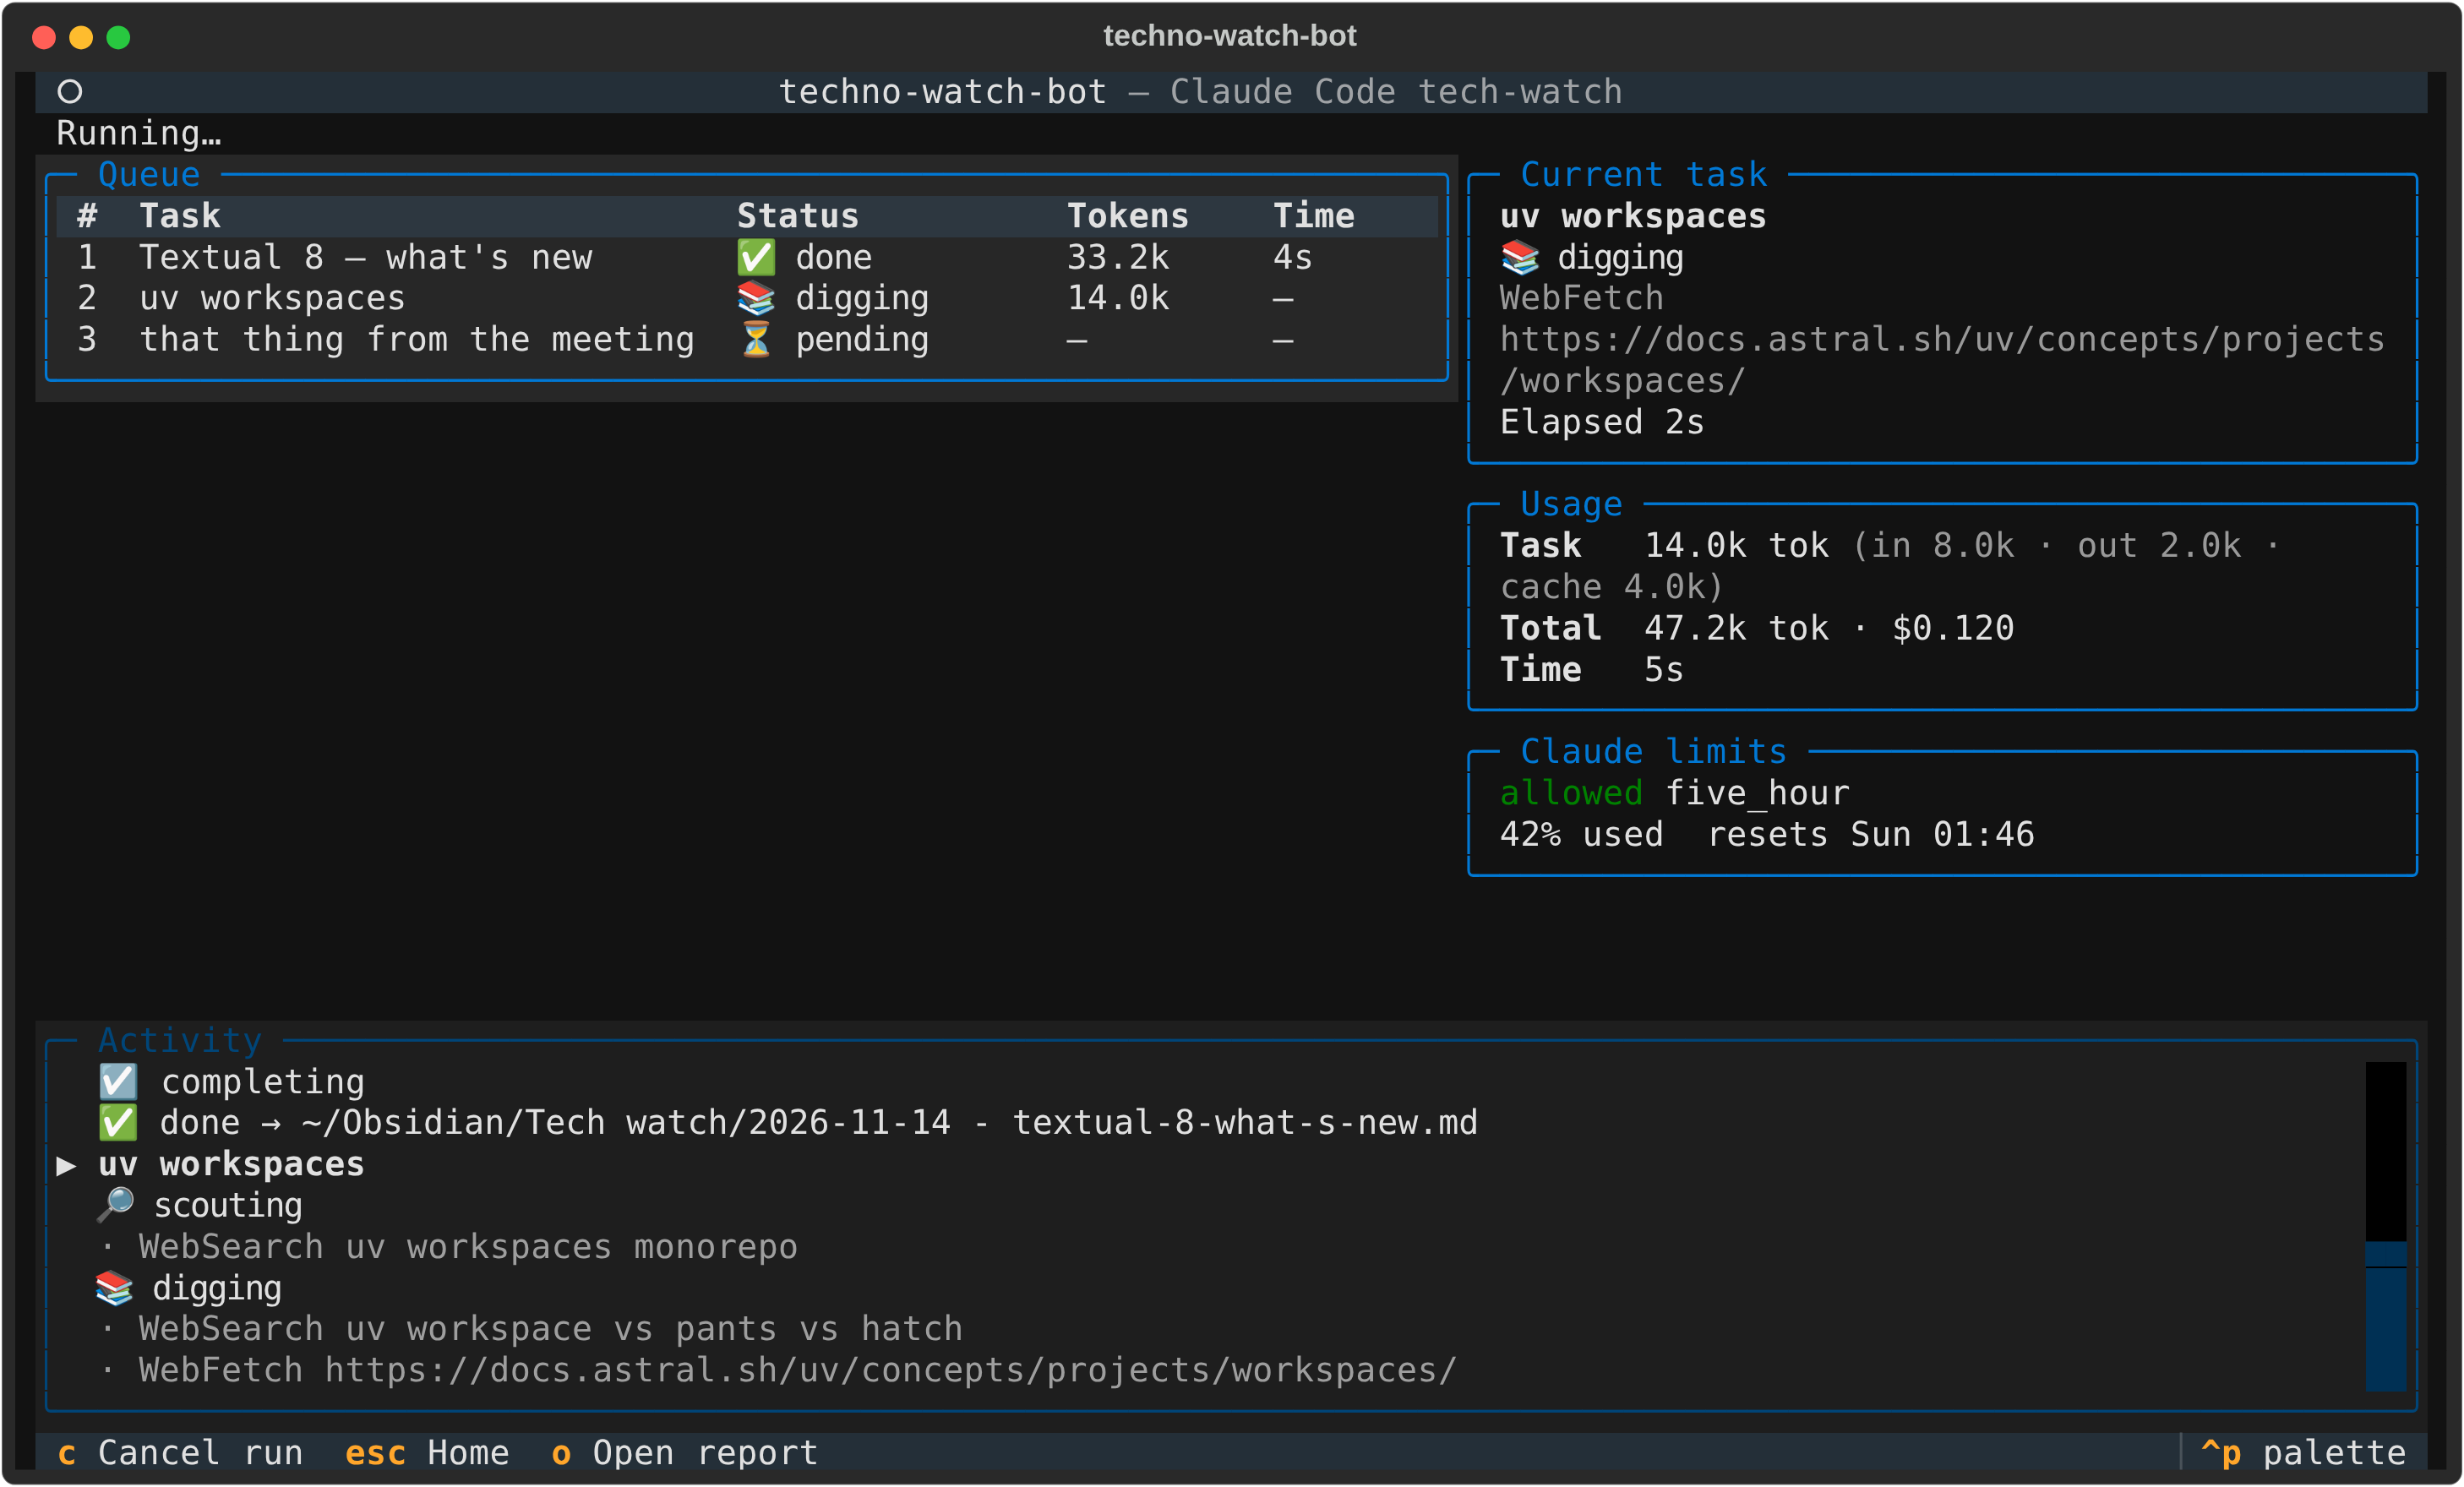 techno-watch-bot
techno-watch-bot — Claude Code tech-watch
Running…
Queue
# Task Status Tokens Time
1 Textual 8 — what's new ✅ done 33.2k 4s
2 uv workspaces 📚 digging 14.0k —
3 that thing from the meeting ⏳ pending — —
Current task
uv workspaces
📚 digging
WebFetch
https://docs.astral.sh/uv/concepts/projects
/workspaces/
Elapsed 2s
Usage
Task 14.0k tok (in 8.0k · out 2.0k ·
cache 4.0k)
Total 47.2k tok · $0.120
Time 5s
Claude limits
allowed five_hour
42% used resets Sun 01:46
Activity
☑️ completing
✅ done → ~/Obsidian/Tech watch/2026-11-14 - textual-8-what-s-new.md
▶ uv workspaces
🔎 scouting
· WebSearch uv workspaces monorepo
📚 digging
· WebSearch uv workspace vs pants vs hatch
· WebFetch https://docs.astral.sh/uv/concepts/projects/workspaces/
c Cancel run esc Home o Open report ^p palette